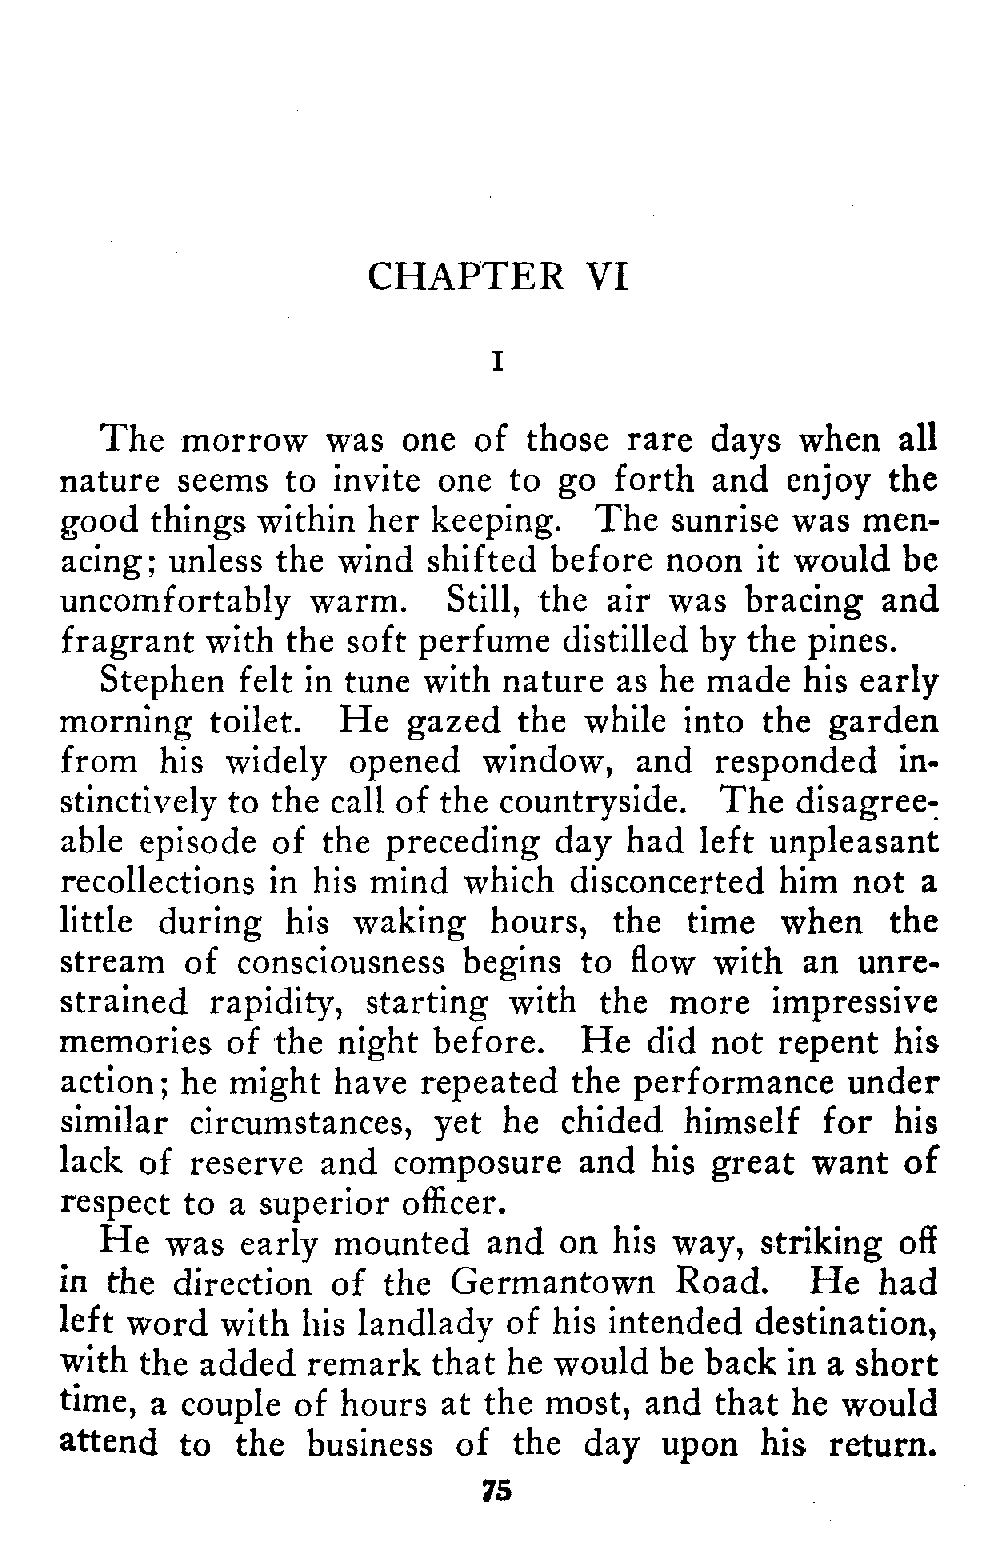 CHAPTER VI
I
The morrow was one of those rare days when all
nature seems to invite one to go forth and enjoy the
good things within her keeping. The sunrise was men-
acing; unless the wind shifted before noon it would be
uncomfortably warm. Still, the air was bracing and
fragrant with the soft perfume distilled by the pines.
Stephen felt in tune with nature as he made his early
morning toilet. He gazed the while into the garden
from his widely opened window, and responded in-
stinctively to the call of the countryside. The disagree-
able episode of the preceding day had left unpleasant
recollections in his mind which disconcerted him not a
little during his waking hours, the time when the
stream of consciousness begins to flow with an unre-
strained rapidity, starting with the more impressive
memories of the night before. He did not repent his
action; he might have repeated the performance under
similar circumstances, yet he chided himself for his
lack of reserve and composure and his great want of
respect to a superior officer.
He was early mounted and on his way, striking off
in the direction of the Germantown Road. He had
left word with his landlady of his intended destination,
with the added remark that he would be back in a short
time, a couple of hours at the most, and that he would
attend to the business of the day upon his return.
75